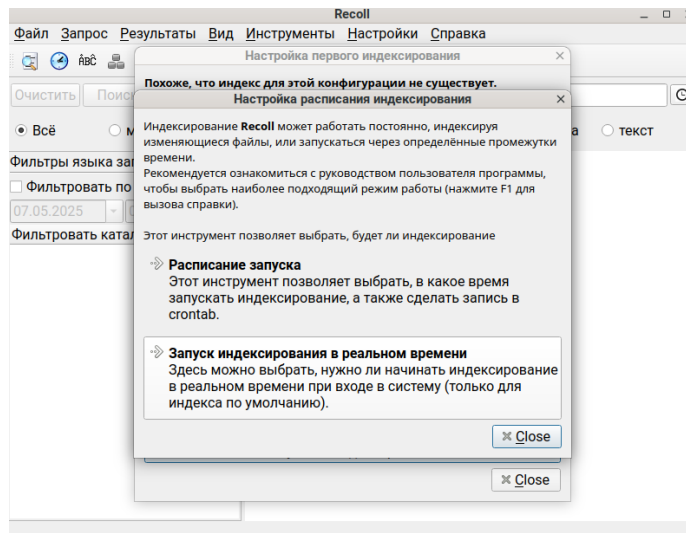 Recoll
Файл Запрос Результаты Вид Инструменты Настройки Справка
ÂBĈ
Настройка первого индексирования
Похоже, что индекс для этой конфигурации не существует.
Очистить
Настройка расписания индексирования
Всё
текст
Индексирование Recoll может работать постоянно, индексируя
изменяющиеся файлы, или запускаться через определённые промежутки
времени.
Рекомендуется ознакомиться с руководством пользователя программы,
чтобы выбрать наиболее подходящий режим работы (нажмите F1 для
вызова справки).
Фильтры языка
Фильтровать по
07.05.2025
Фильтровать
Этот инструмент позволяет выбрать, будет ли индексирование
Расписание запуска
Этот инструмент позволяет выбрать, в какое время
запускать индексирование, а также сделать запись в
crontab.
Запуск индексирования в реальном времени
Здесь можно выбрать, нужно ли начинать индексирование
в реальном времени при входе в систему (только для
индекса по умолчанию).
Close
Close